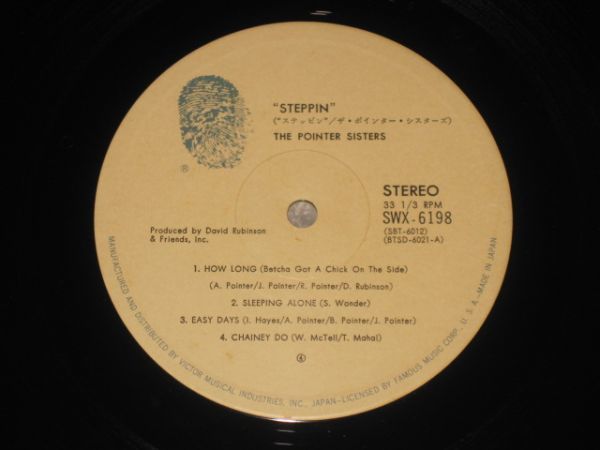 "STEPPIN"
("ステッピン"/ザ・ポインター・シスターズ)
THE POINTER SISTERS
®
STEREO
33 1/3 RPM
SWX-6198
(SBT-6012)
(BTSD-6021-A)
Produced by David Rubinson
& Friends, Inc.
1. HOW LONG (Betcha Got A Chick On The Side)
(A. Pointer/J. Pointer/R. Pointer/D. Rubinson)
2. SLEEPING ALONE (S. Wonder)
3. EASY DAYS (I. Hayes/A. Pointer/B. Pointer/J. Pointer)
4. CHAINEY DO (W. McTell/T. Mahal)
④
MANUFACTURED AND DISTRIBUTED BY VICTOR MUSICAL INDUSTRIES, INC., JAPAN-LICENSED BY FAMOUS MUSIC CORP., U. S. A.-MADE IN JAPAN